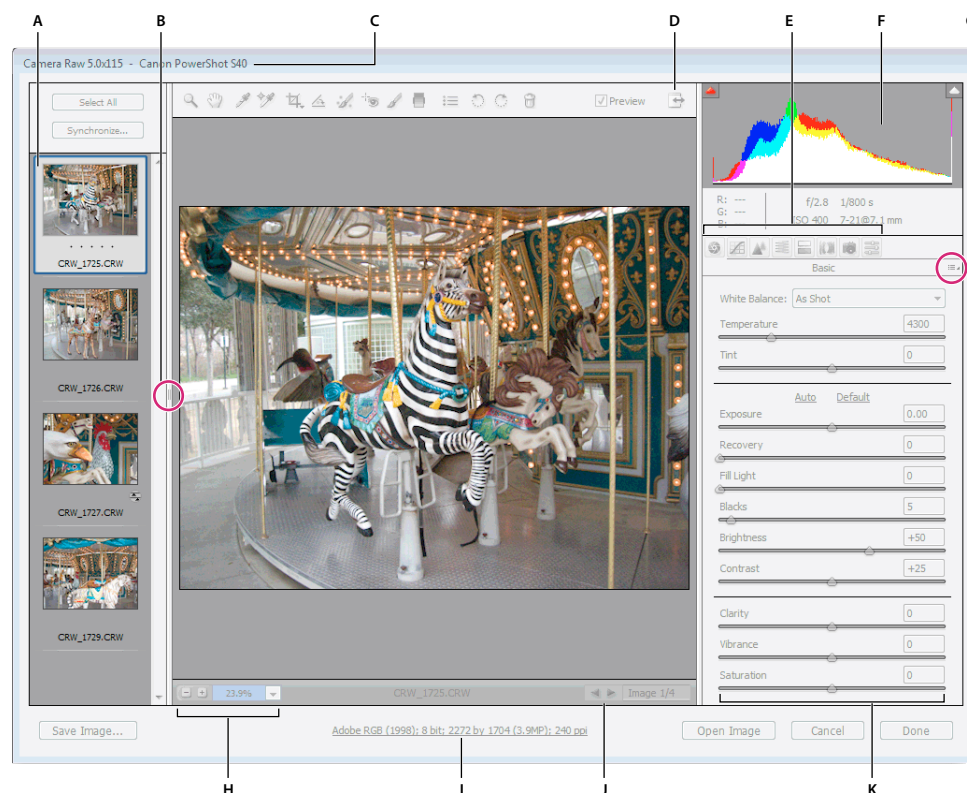 A B C D E F
Camera Raw 5.0x115 - Canon PowerShot S40
Select All
Synchronize...
Preview
R: ---
G: ---
B:
f/2.8 1/800 s
ISO 400 7-21@7.1 mm
Basic
White Balance: As Shot
Temperature 4300
Tint 0
Auto Default
Exposure 0.00
Recovery 0
Fill Light 0
Blacks 5
Brightness +50
Contrast +25
Clarity 0
Vibrance 0
Saturation 0
CRW_1725.CRW
CRW_1726.CRW
CRW_1727.CRW
CRW_1729.CRW
23.9%
CRW_1725.CRW
Image 1/4
Save Image...
Adobe RGB (1998); 8 bit; 2272 by 1704 (3.9MP); 240 ppi
Open Image
Cancel
Done
H I J K